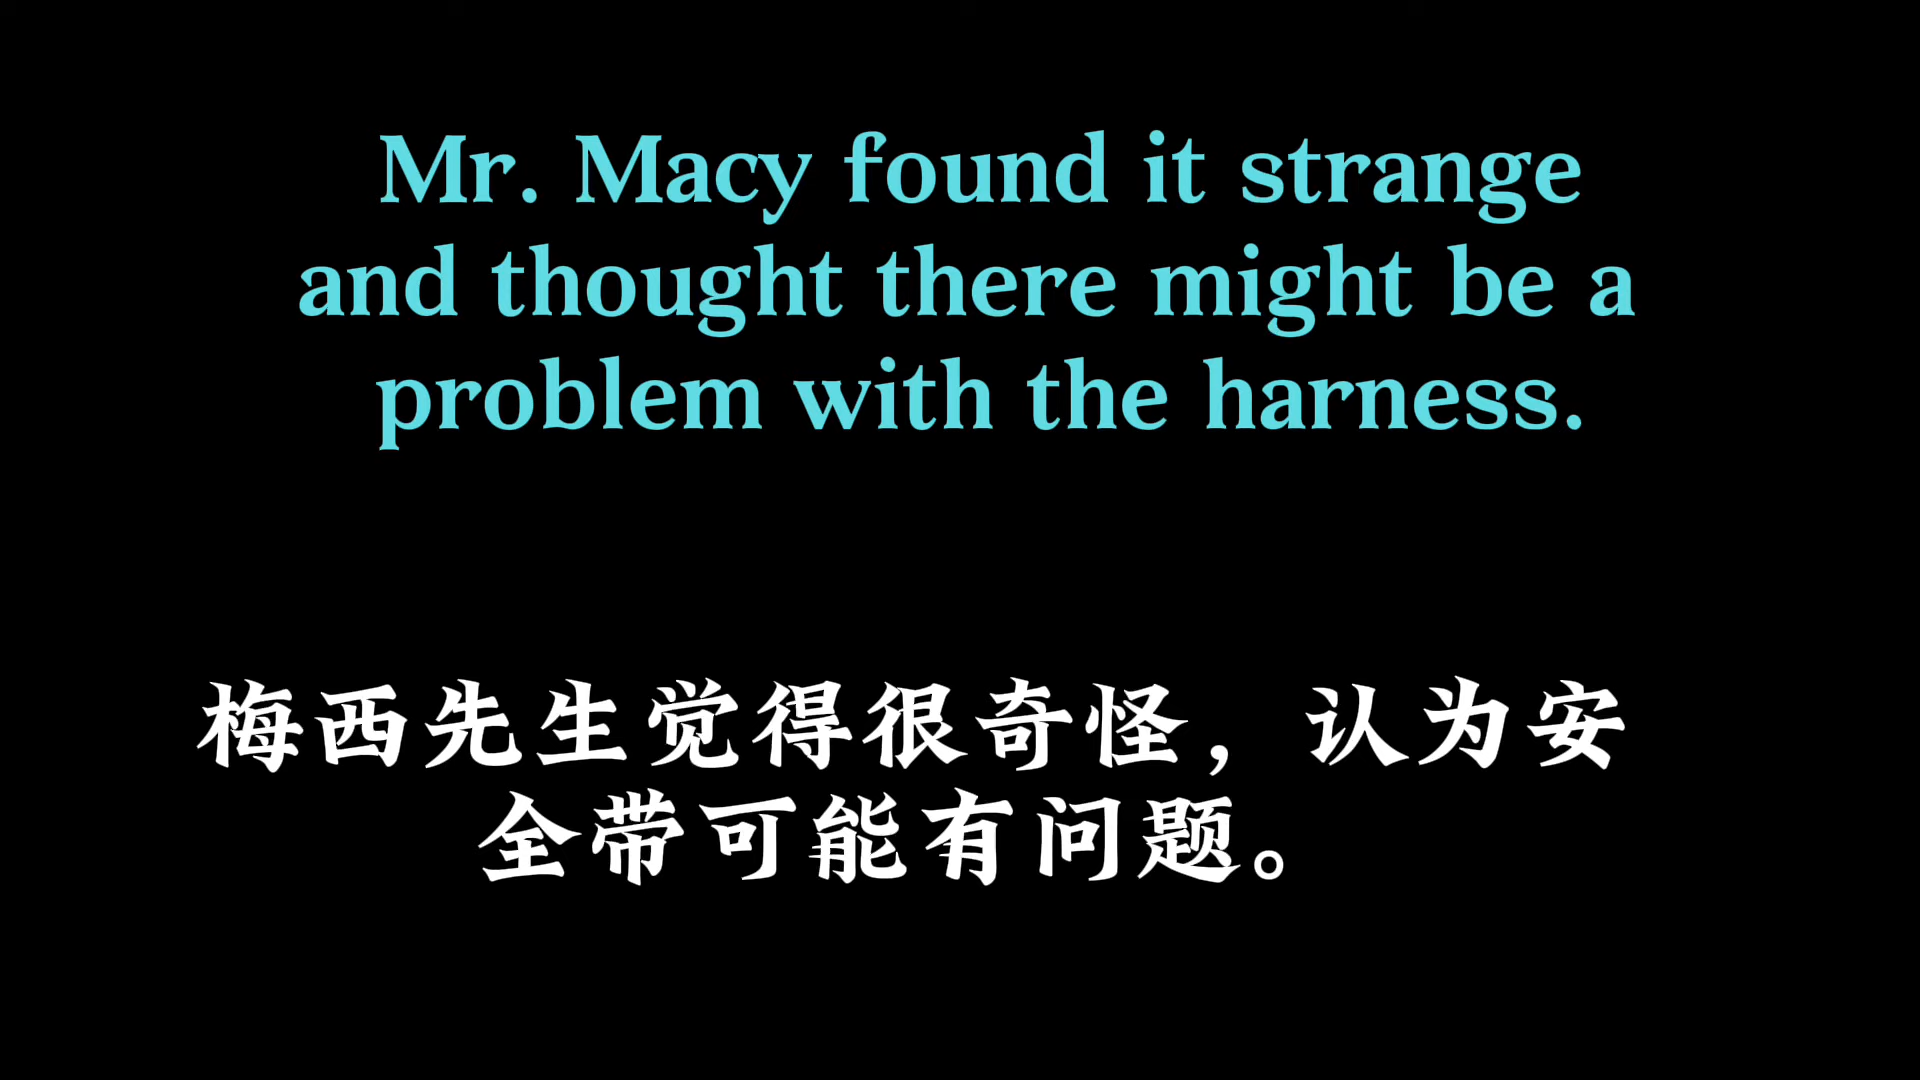 Mr. Macy found it strange
and thought there might be a
problem with the harness.
梅西先生觉得很奇怪，认为安
全带可能有问题。